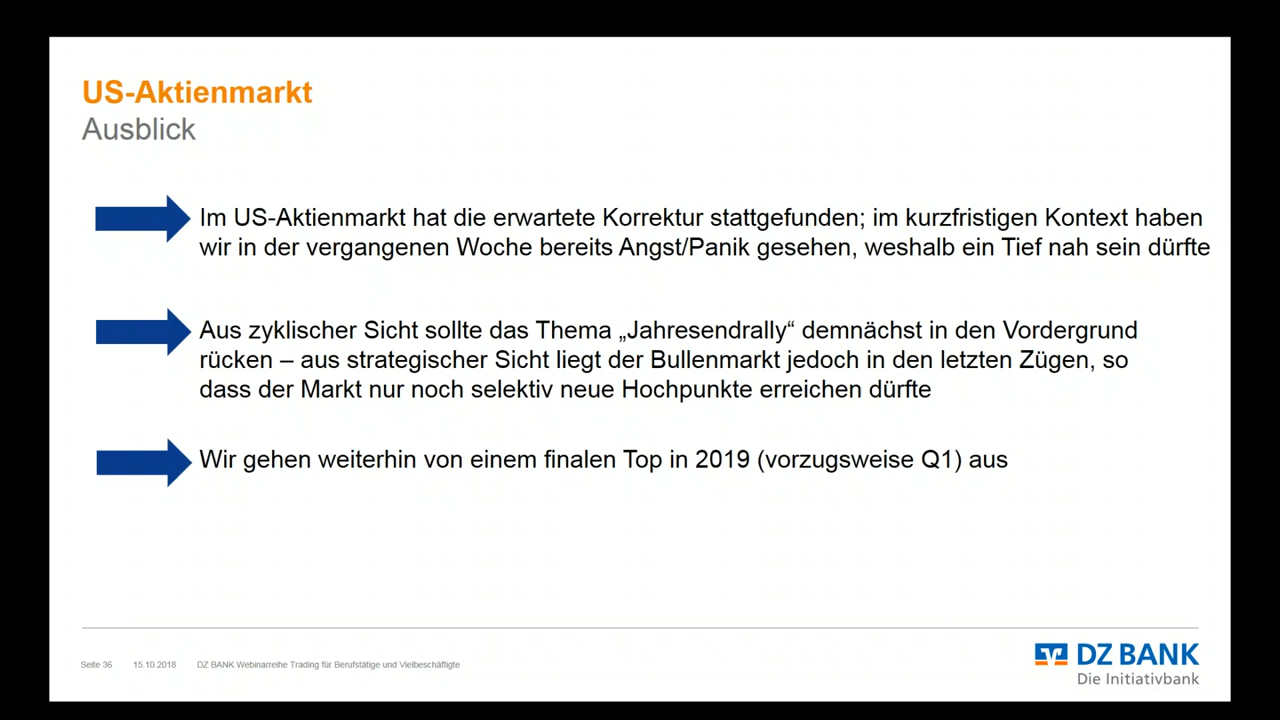 US-Aktienmarkt
Ausblick
Im US-Aktienmarkt hat die erwartete Korrektur stattgefunden; im kurzfristigen Kontext haben
wir in der vergangenen Woche bereits Angst/Panik gesehen, weshalb ein Tief nah sein dürfte
Aus zyklischer Sicht sollte das Thema „Jahresendrally“ demnächst in den Vordergrund
rücken – aus strategischer Sicht liegt der Bullenmarkt jedoch in den letzten Zügen, so
dass der Markt nur noch selektiv neue Hochpunkte erreichen dürfte
Wir gehen weiterhin von einem finalen Top in 2019 (vorzugsweise Q1) aus
Seite 36 15.10.2018 DZ BANK Webinarreihe Trading für Berufstätige und Vielbeschäftigte
DZ BANK
Die Initiativbank